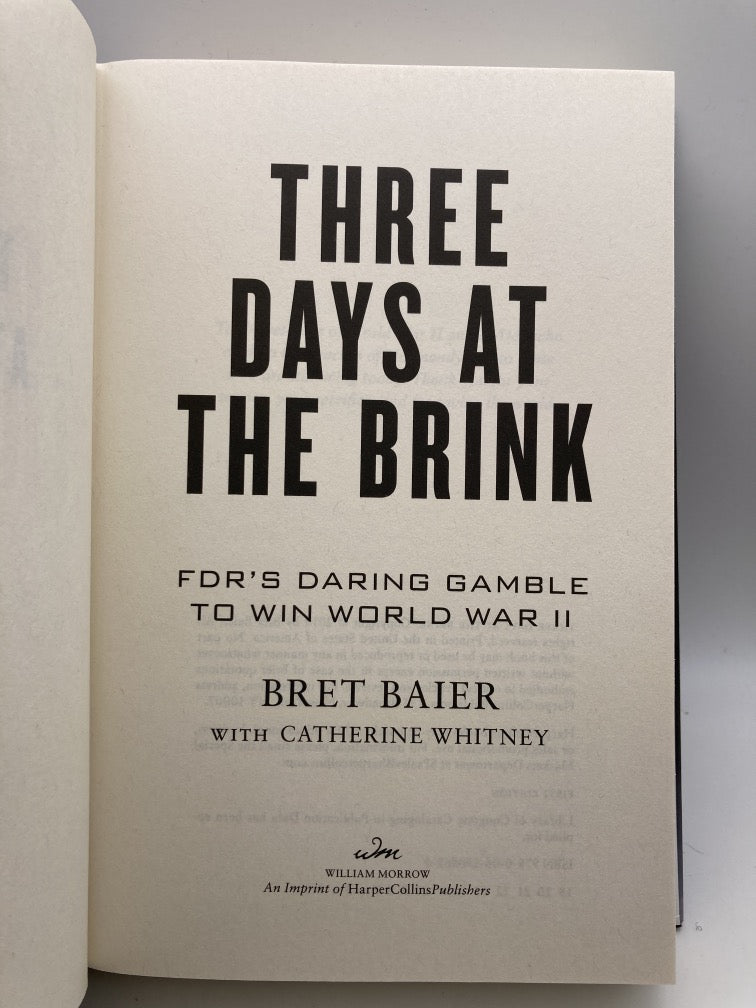 THREE
DAYS AT
THE BRINK
FDR'S DARING GAMBLE
TO WIN WORLD WAR II
BRET BAIER
WITH CATHERINE WHITNEY
wm
WILLIAM MORROW
An Imprint of HarperCollinsPublishers